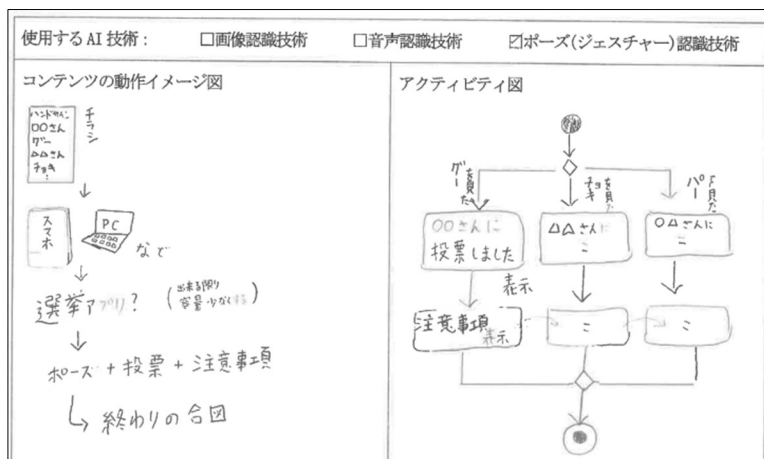 使用するAI技術： □画像認識技術 □音声認識技術 ☑ポーズ(ジェスチャー)認識技術
コンテンツの動作イメージ図
ハンドサイン
〇〇さん
グー
△△さん
チョキ
：
チラシ
スマホ
PC
など
選挙アプリ?
(出来る限り
容量少なくする)
ポーズ + 投票 + 注意事項
終わりの合図
アクティビティ図
グーを見た
チョキを見た
パー
〇〇さんに
投票しました
表示
△△さんに
〃
〇△さんに
〃
注意事項
表示
〃
〃